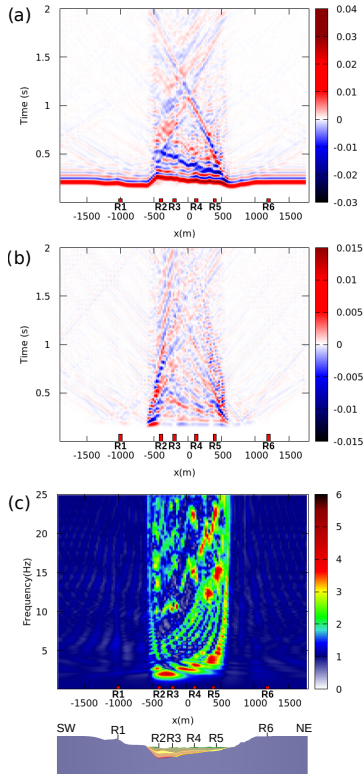 (a)
2
1.5
1
0.5
Time (s)
0.04
0.03
0.02
0.01
0
-0.01
-0.02
-0.03
R1 R2 R3 R4 R5 R6
-1500 -1000 -500 0 500 1000 1500
x(m)
(b)
2
1.5
1
0.5
Time (s)
0.015
0.01
0.005
0
-0.005
-0.01
-0.015
R1 R2 R3 R4 R5 R6
-1500 -1000 -500 0 500 1000 1500
x(m)
(c)
25
20
15
10
5
Frequency(Hz)
6
5
4
3
2
1
0
R1 R2 R3 R4 R5 R6
-1500 -1000 -500 0 500 1000 1500
x(m)
SW R1 R2 R3 R4 R5 R6 NE